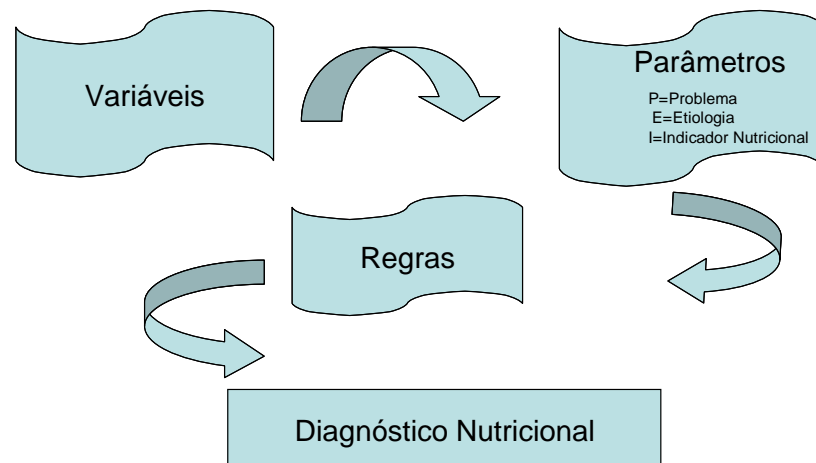 Variáveis
Parâmetros
P=Problema
E=Etiologia
I=Indicador Nutricional
Regras
Diagnóstico Nutricional